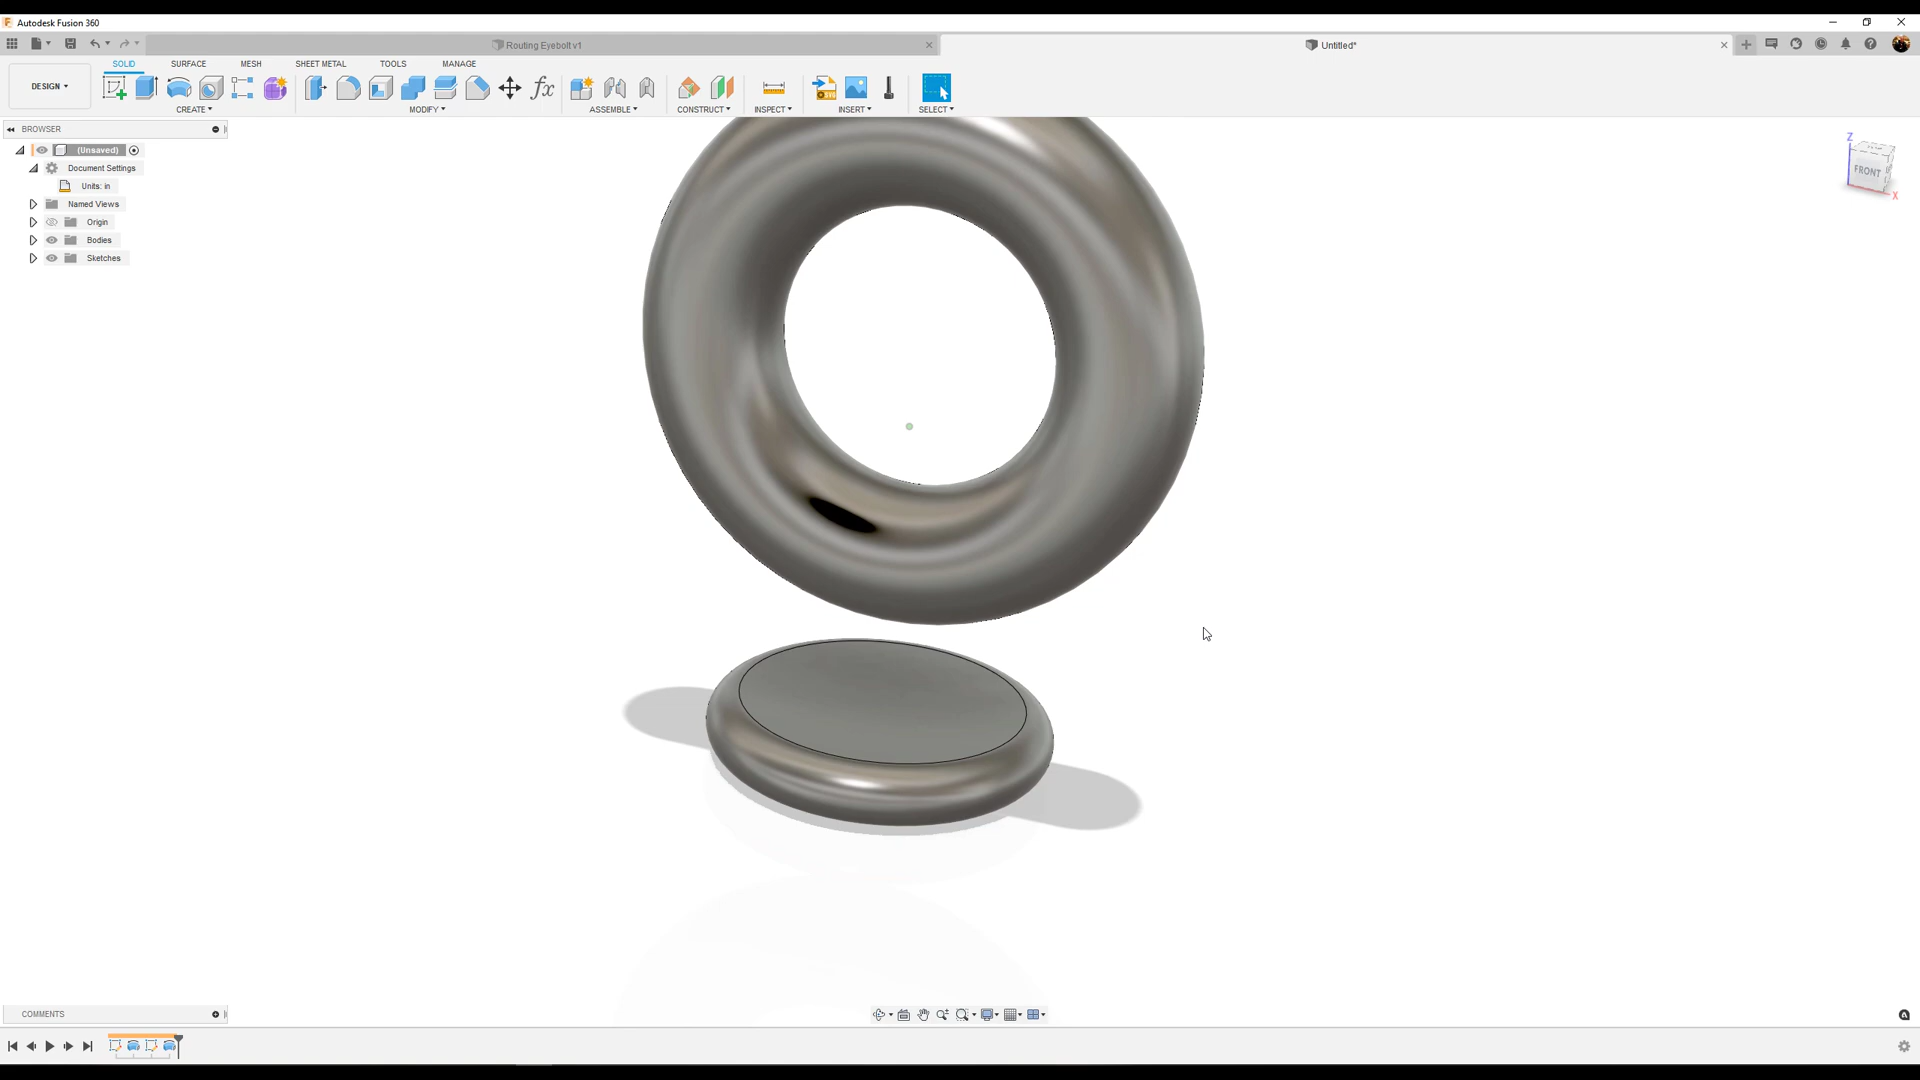 Autodesk Fusion 360
Routing Eyebolt v1
Untitled*
DESIGN
SOLID
SURFACE
MESH
SHEET METAL
TOOLS
MANAGE
fx
CREATE
MODIFY
ASSEMBLE
CONSTRUCT
INSPECT
INSERT
SELECT
BROWSER
(Unsaved)
Document Settings
Units: in
Named Views
Origin
Bodies
Sketches
Z
FRONT
X
COMMENTS